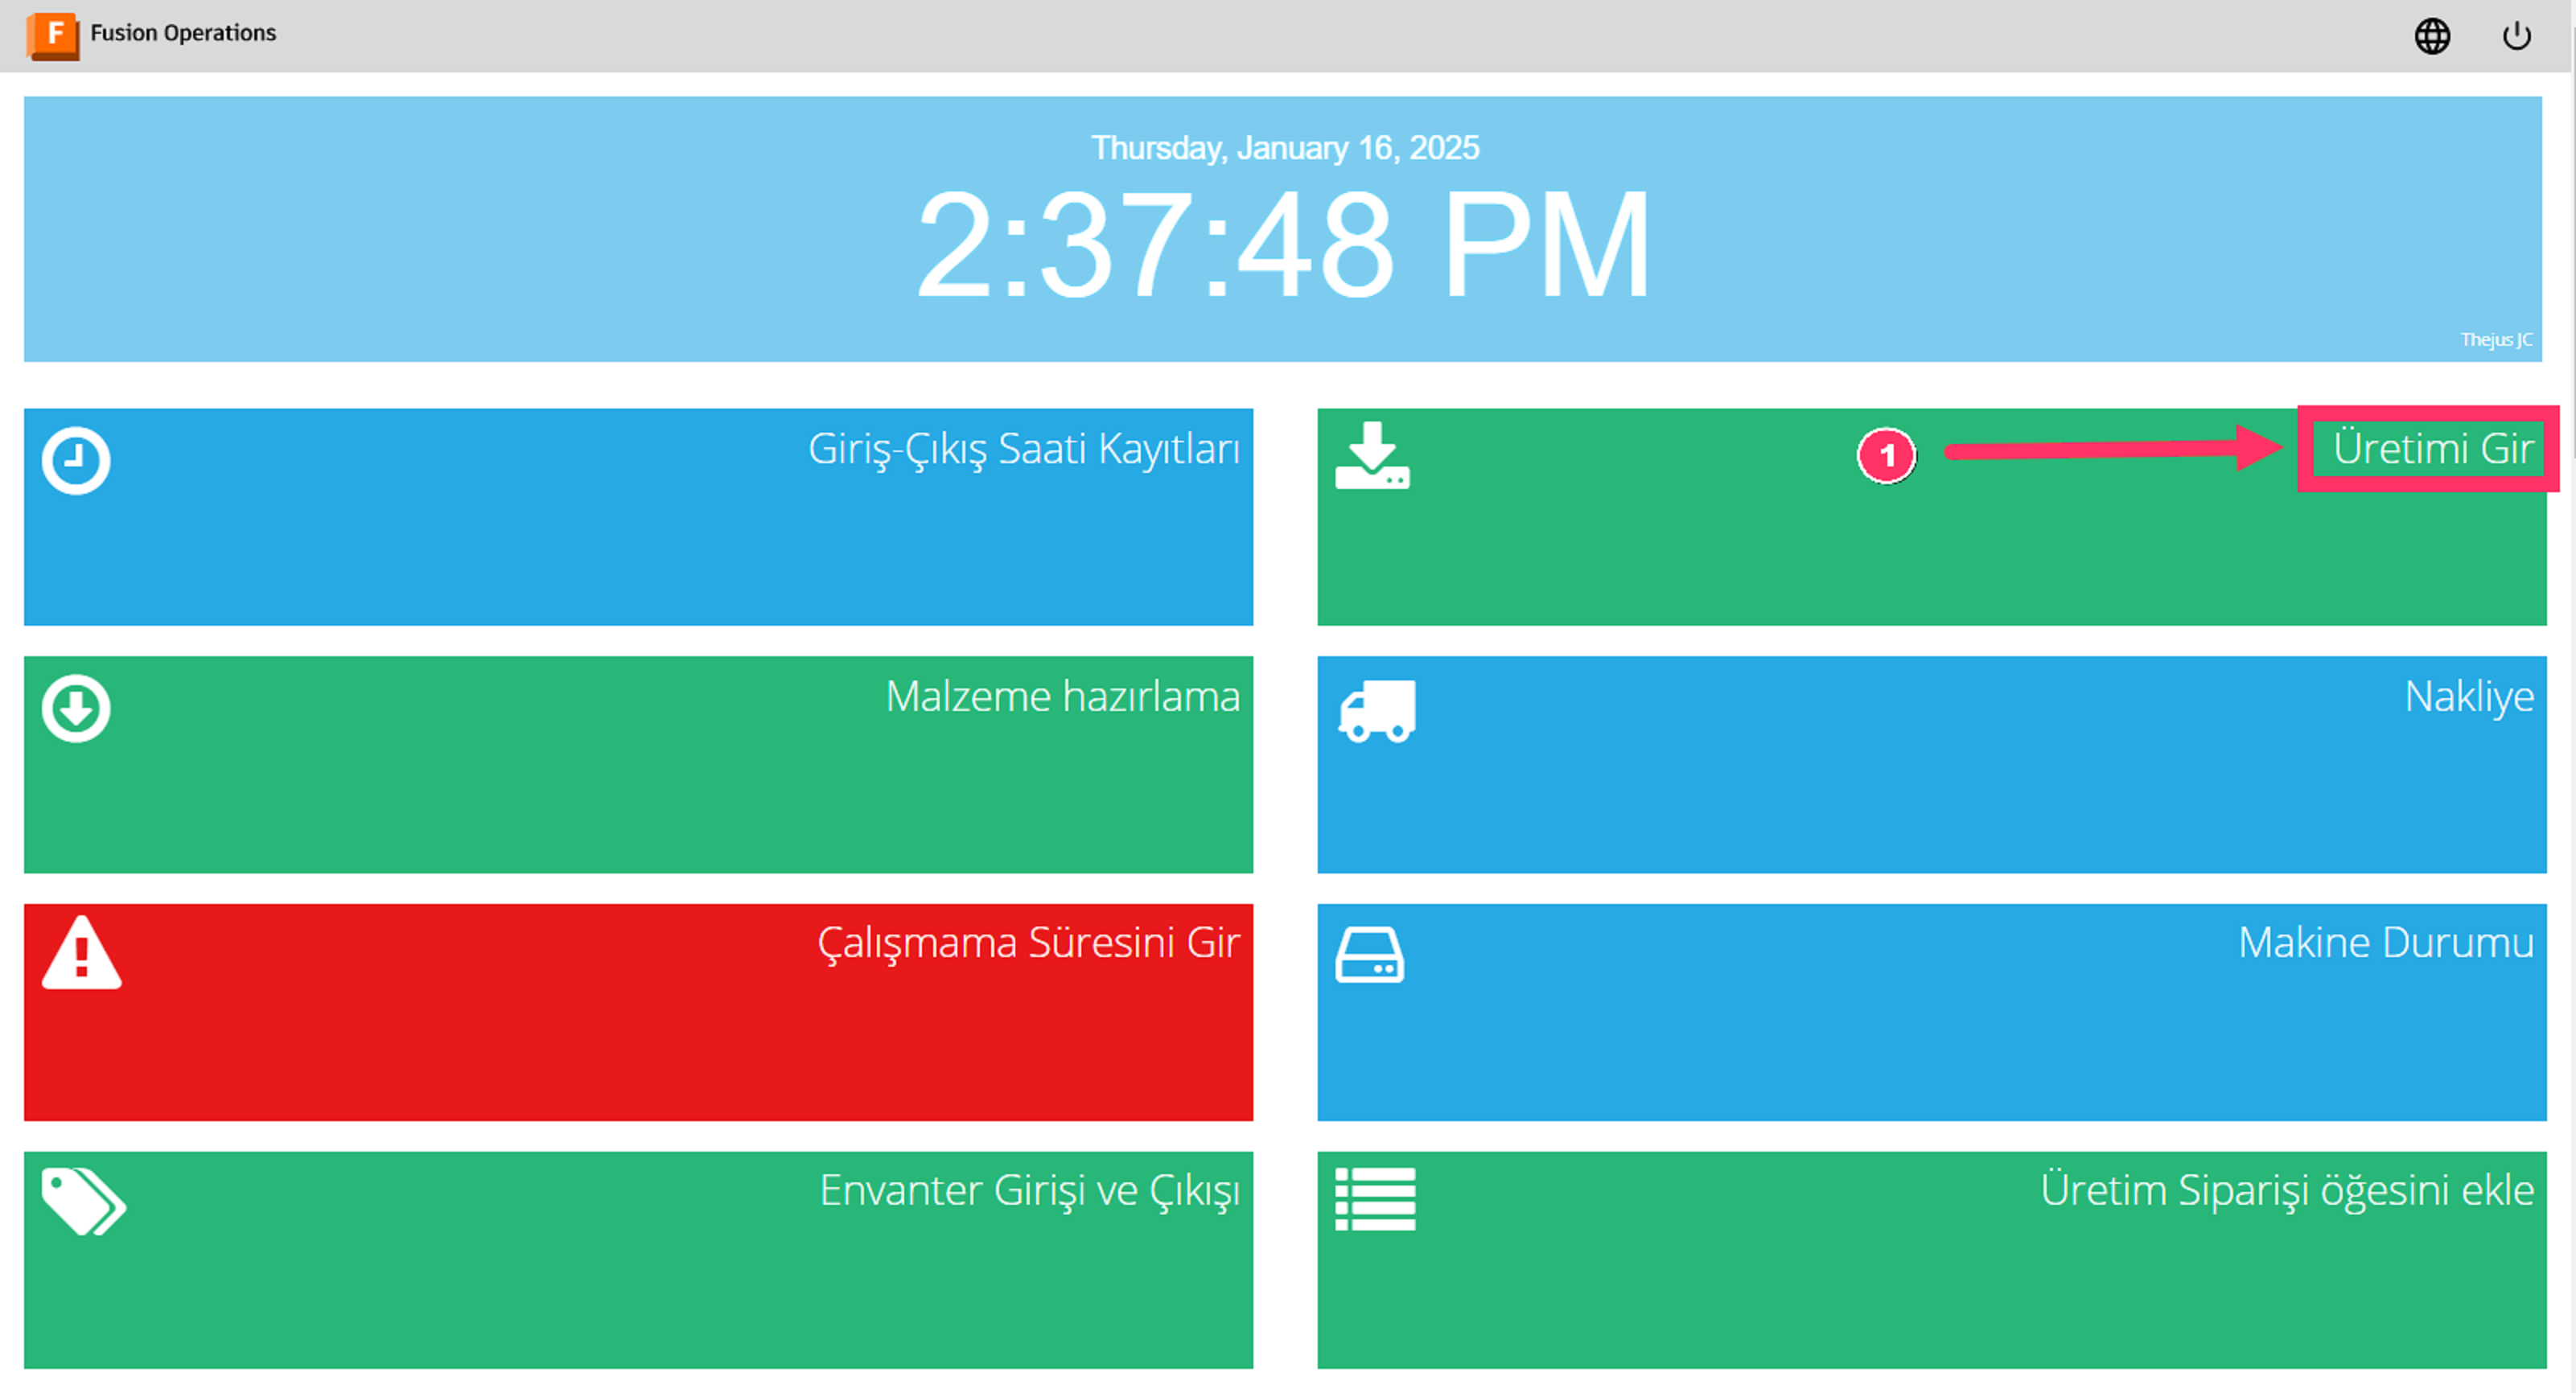 F Fusion Operations
Thursday, January 16, 2025
2:37:48 PM
Thejus JC
Giriş-Çıkış Saati Kayıtları
1 Üretimi Gir
Malzeme hazırlama
Nakliye
Çalışmama Süresini Gir
Makine Durumu
Envanter Girişi ve Çıkışı
Üretim Siparişi öğesini ekle